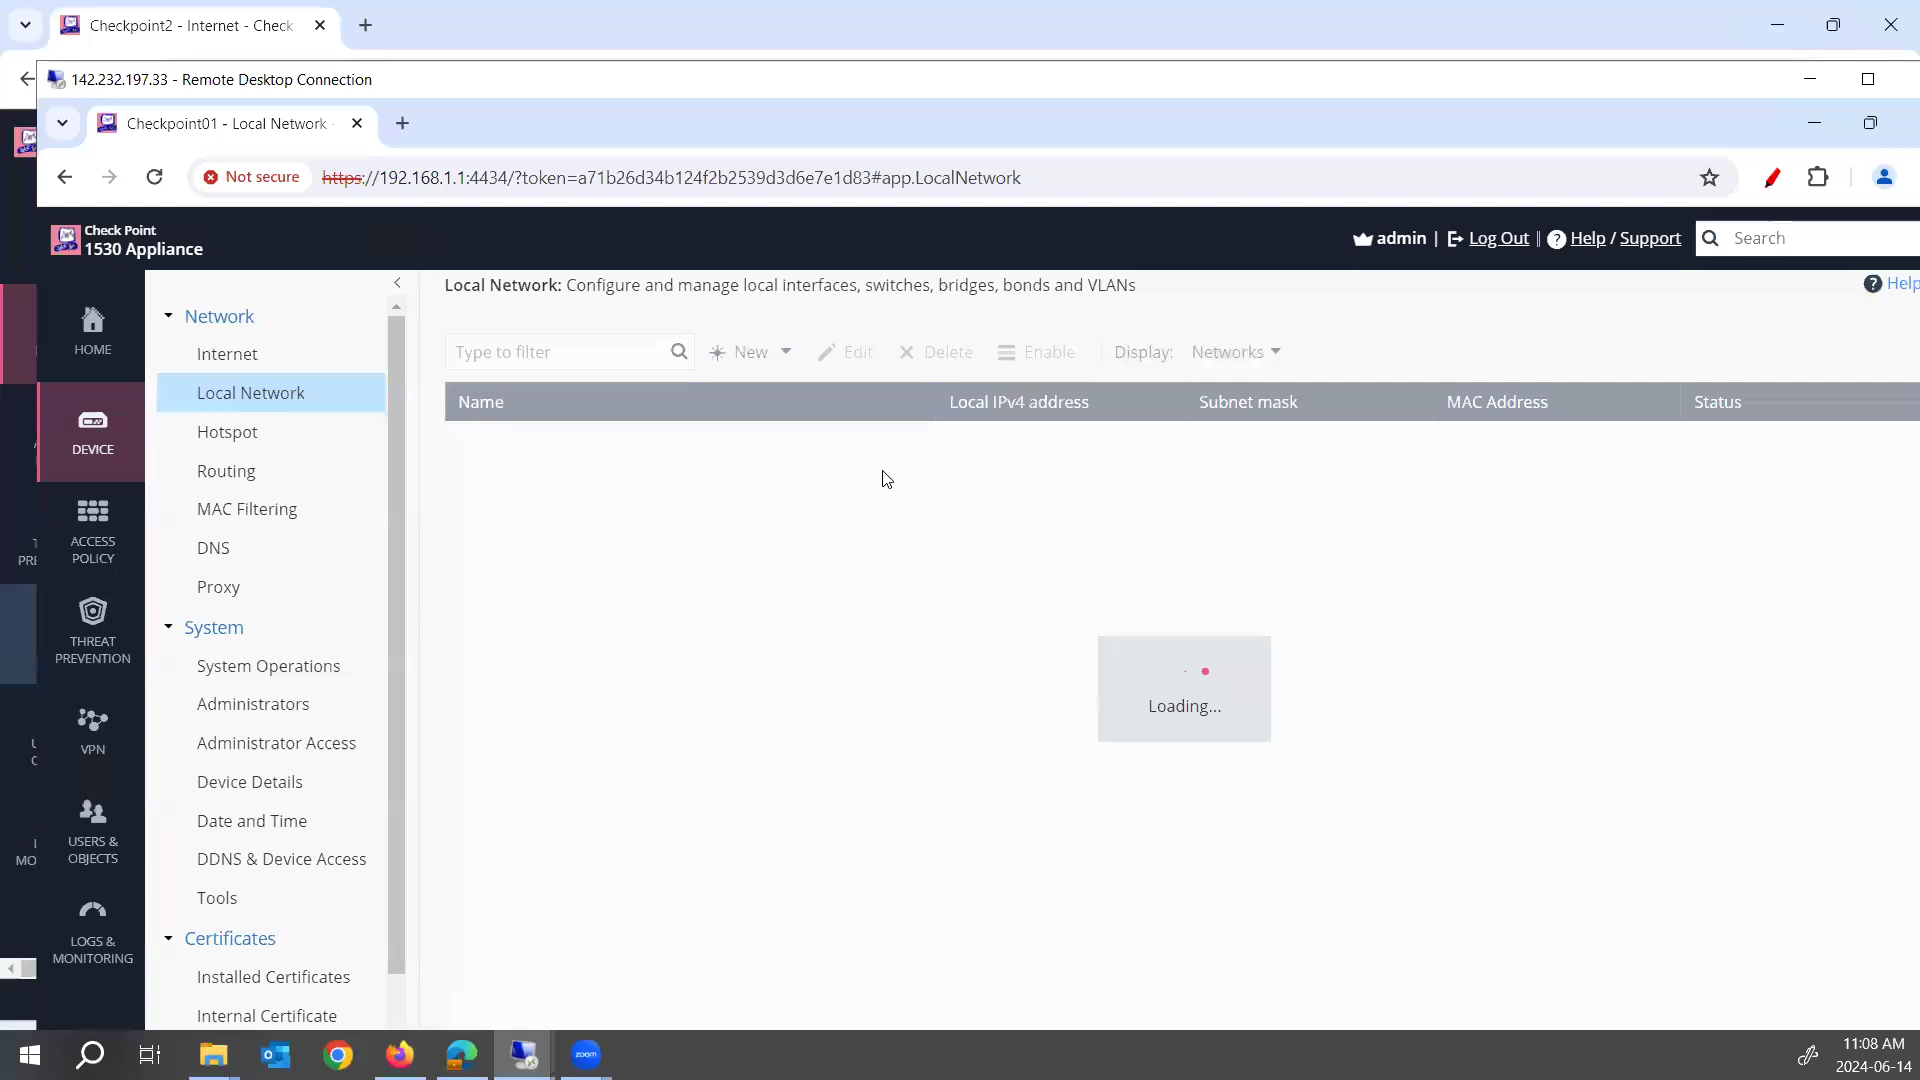 Checkpoint2 - Internet - Check
142.232.197.33 - Remote Desktop Connection
Checkpoint01 - Local Network
Not secure https://192.168.1.1:4434/?token=a71b26d34b124f2b2539d3d6e7e1d83#app.LocalNetwork
Check Point
1530 Appliance
admin | Log Out | Help / Support
Search
HOME
DEVICE
ACCESS
POLICY
THREAT
PREVENTION
VPN
USERS &
OBJECTS
LOGS &
MONITORING
PRE
MO
Network
Internet
Local Network
Hotspot
Routing
MAC Filtering
DNS
Proxy
System
System Operations
Administrators
Administrator Access
Device Details
Date and Time
DDNS & Device Access
Tools
Certificates
Installed Certificates
Internal Certificate
Local Network: Configure and manage local interfaces, switches, bridges, bonds and VLANs
Help
Type to filter New Edit Delete Enable Display: Networks
Name Local IPv4 address Subnet mask MAC Address Status
Loading...
zoom
11:08 AM
2024-06-14